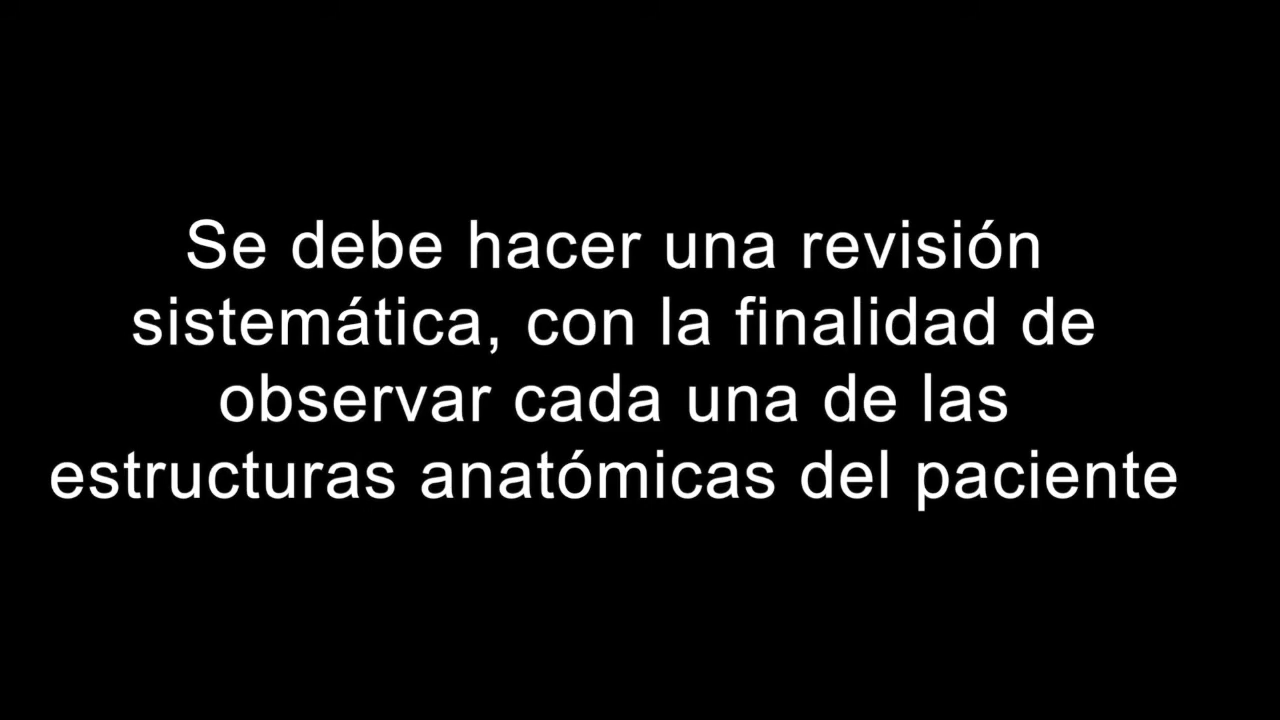 Se debe hacer una revisión
sistemática, con la finalidad de
observar cada una de las
estructuras anatómicas del paciente